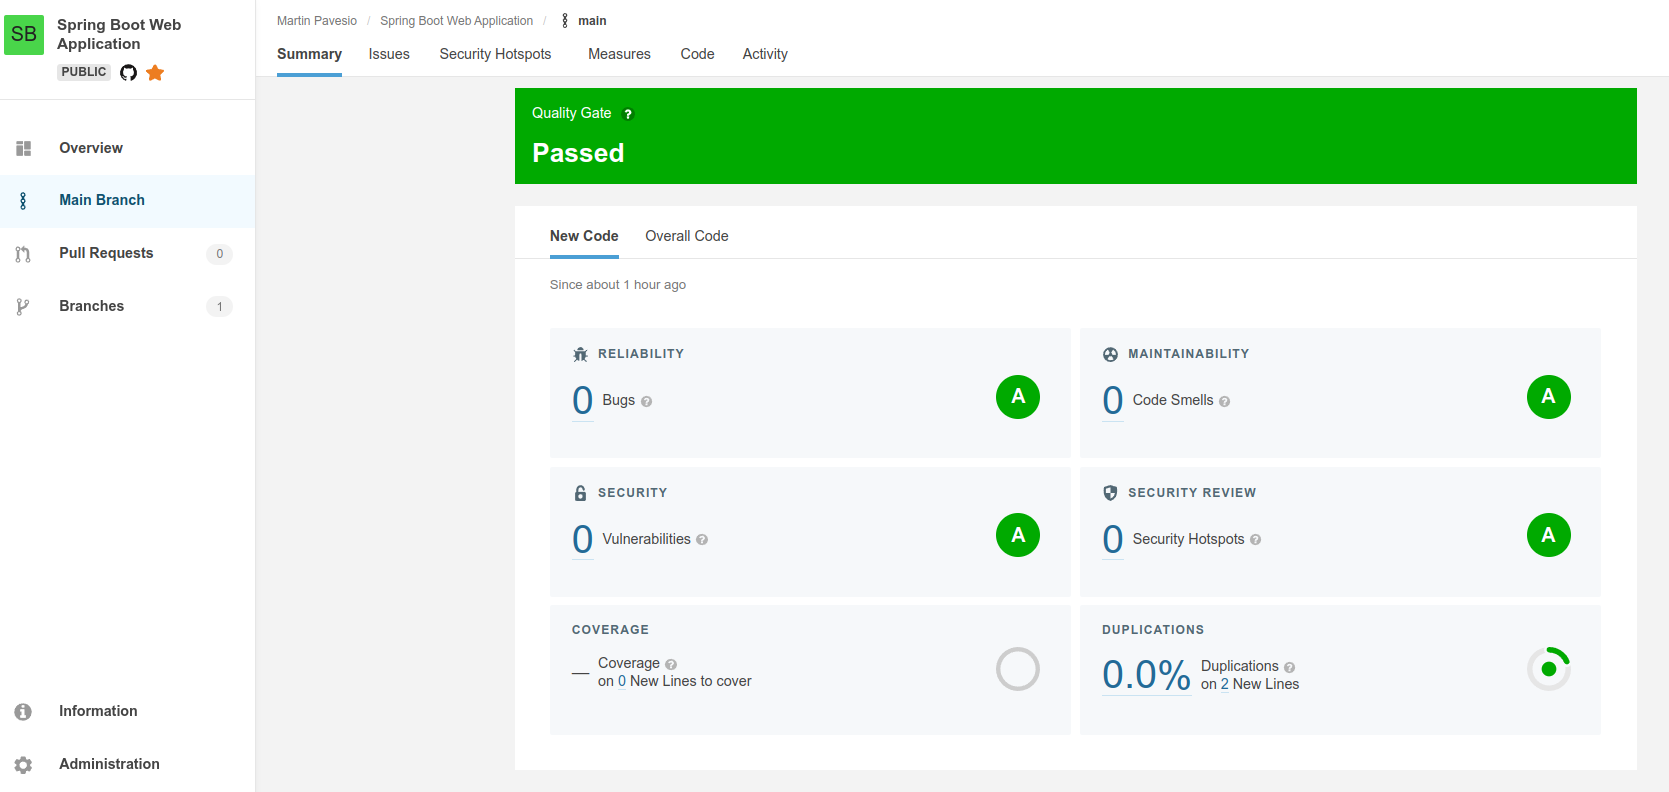 SB
Spring Boot Web
Application
PUBLIC
Overview
Main Branch
Pull Requests 0
Branches 1
Information
Administration
Martin Pavesio / Spring Boot Web Application / main
Summary Issues Security Hotspots Measures Code Activity
Quality Gate ?
Passed
New Code Overall Code
Since about 1 hour ago
RELIABILITY
0 Bugs ?
A
MAINTAINABILITY
0 Code Smells ?
A
SECURITY
0 Vulnerabilities ?
A
SECURITY REVIEW
0 Security Hotspots ?
A
COVERAGE
— Coverage ?
on 0 New Lines to cover
DUPLICATIONS
0.0% Duplications ?
on 2 New Lines